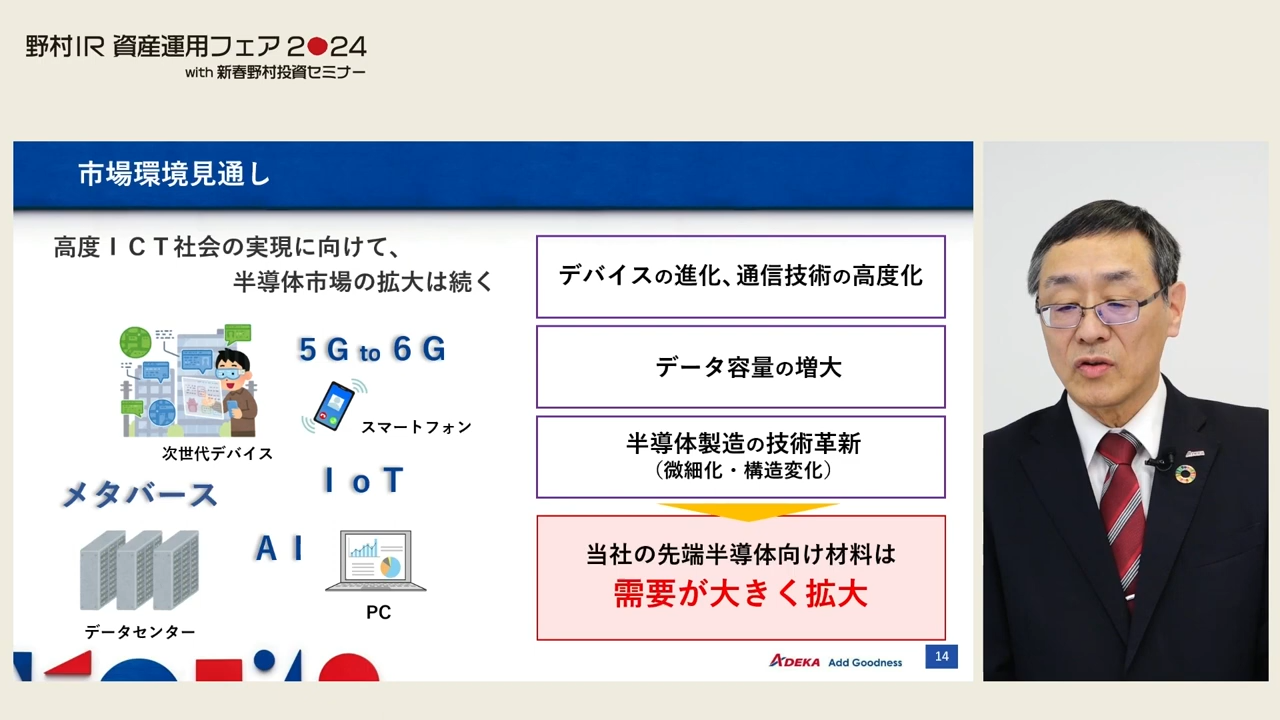 野村IR 資産運用フェア 2024
with 新春野村投資セミナー
市場環境見通し
高度ＩＣＴ社会の実現に向けて、
半導体市場の拡大は続く
5G to 6G
スマートフォン
次世代デバイス
メタバース
IoT
AI
PC
データセンター
デバイスの進化、通信技術の高度化
データ容量の増大
半導体製造の技術革新
（微細化・構造変化）
当社の先端半導体向け材料は
需要が大きく拡大
ADEKA Add Goodness
14